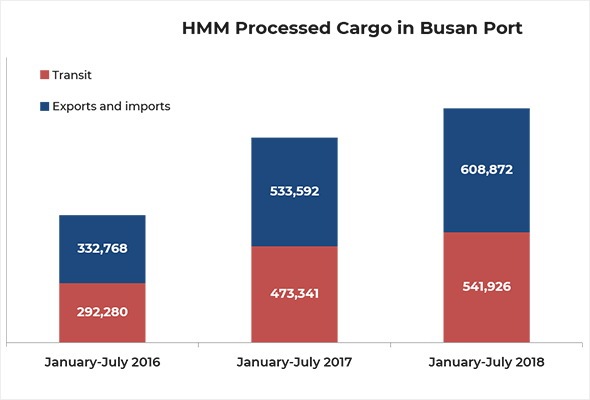 HMM Processed Cargo in Busan Port
Transit
Exports and imports
332,768
533,592
608,872
292,280
473,341
541,926
January-July 2016
January-July 2017
January-July 2018